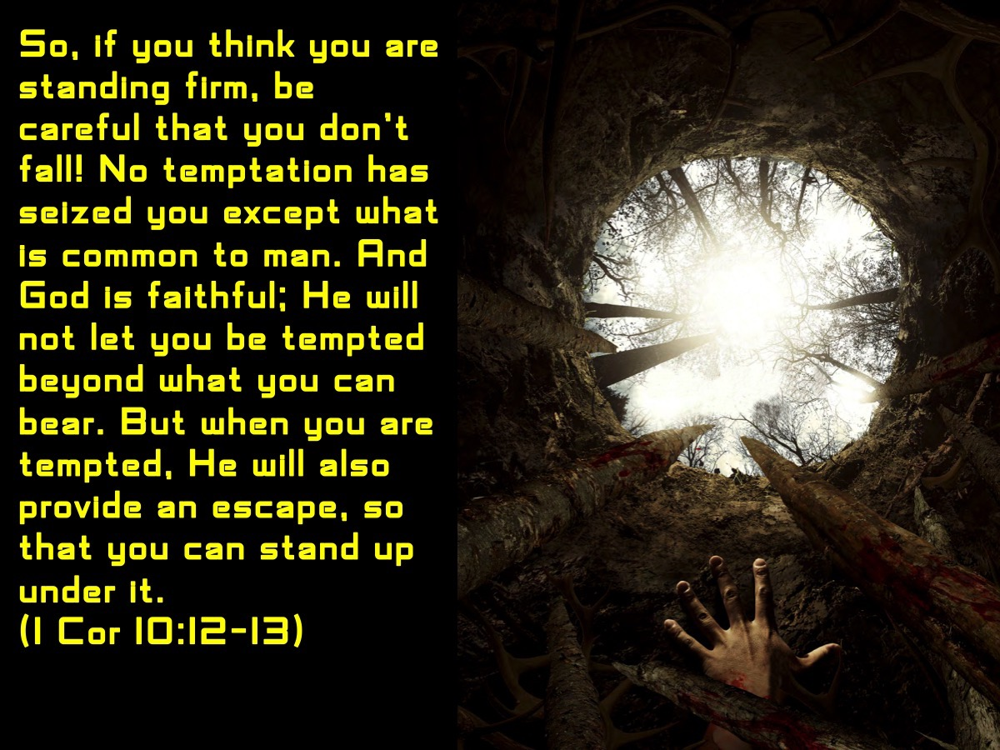 So, if you think you are
standing firm, be
careful that you don't
fall! No temptation has
seized you except what
is common to man. And
God is faithful; He will
not let you be tempted
beyond what you can
bear. But when you are
tempted, He will also
provide an escape, so
that you can stand up
under it.
(1 Cor 10:12-13)